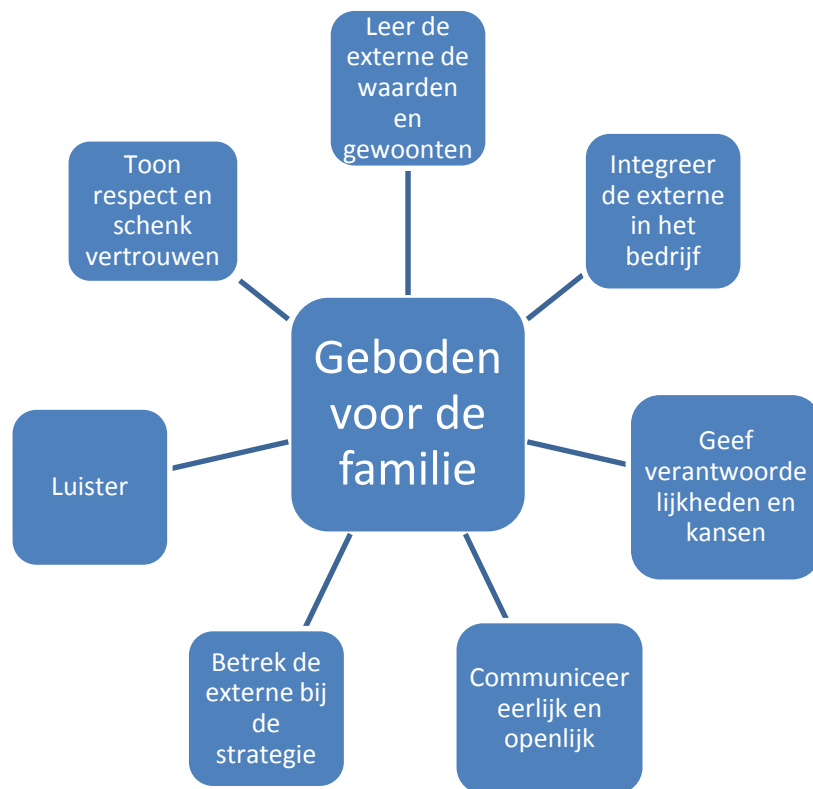 Leer de
externe de
waarden
en
gewoonten
Toon
respect en
schenk
vertrouwen
Integreer
de externe
in het
bedrijf
Geboden
voor de
familie
Geef
verantwoorde
lijkheden en
kansen
Luister
Betrek de
externe bij
de
strategie
Communiceer
eerlijk en
openlijk